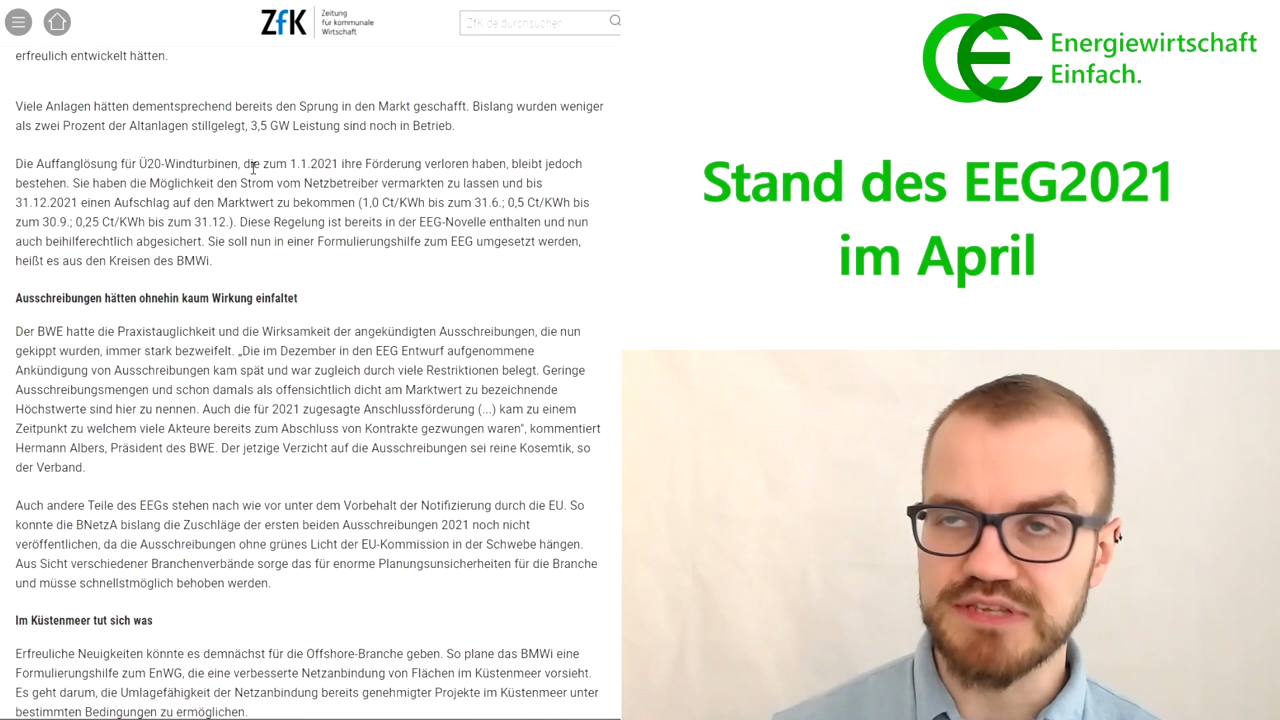 ZfK
Zeitung
für kommunale
Wirtschaft
ZfK.de durchsuchen
erfreulich entwickelt hätten.
Viele Anlagen hätten dementsprechend bereits den Sprung in den Markt geschafft. Bislang wurden weniger
als zwei Prozent der Altanlagen stillgelegt, 3,5 GW Leistung sind noch in Betrieb.
Die Auffanglösung für Ü20-Windturbinen, die zum 1.1.2021 ihre Förderung verloren haben, bleibt jedoch
bestehen. Sie haben die Möglichkeit den Strom vom Netzbetreiber vermarkten zu lassen und bis
31.12.2021 einen Aufschlag auf den Marktwert zu bekommen (1,0 Ct/KWh bis zum 31.6.; 0,5 Ct/KWh bis
zum 30.9.; 0,25 Ct/KWh bis zum 31.12.). Diese Regelung ist bereits in der EEG-Novelle enthalten und nun
auch beihilferechtlich abgesichert. Sie soll nun in einer Formulierungshilfe zum EEG umgesetzt werden,
heißt es aus den Kreisen des BMWi.
Ausschreibungen hätten ohnehin kaum Wirkung einfaltet
Der BWE hatte die Praxistauglichkeit und die Wirksamkeit der angekündigten Ausschreibungen, die nun
gekippt wurden, immer stark bezweifelt. „Die im Dezember in den EEG Entwurf aufgenommene
Ankündigung von Ausschreibungen kam spät und war zugleich durch viele Restriktionen belegt. Geringe
Ausschreibungsmengen und schon damals als offensichtlich dicht am Marktwert zu bezeichnende
Höchstwerte sind hier zu nennen. Auch die für 2021 zugesagte Anschlussförderung (...) kam zu einem
Zeitpunkt zu welchem viele Akteure bereits zum Abschluss von Kontrakte gezwungen waren", kommentiert
Hermann Albers, Präsident des BWE. Der jetzige Verzicht auf die Ausschreibungen sei reine Kosemtik, so
der Verband.
Auch andere Teile des EEGs stehen nach wie vor unter dem Vorbehalt der Notifizierung durch die EU. So
konnte die BNetzA bislang die Zuschläge der ersten beiden Ausschreibungen 2021 noch nicht
veröffentlichen, da die Ausschreibungen ohne grünes Licht der EU-Kommission in der Schwebe hängen.
Aus Sicht verschiedener Branchenverbände sorge das für enorme Planungsunsicherheiten für die Branche
und müsse schnellstmöglich behoben werden.
Im Küstenmeer tut sich was
Erfreuliche Neuigkeiten könnte es demnächst für die Offshore-Branche geben. So plane das BMWi eine
Formulierungshilfe zum EnWG, die eine verbesserte Netzanbindung von Flächen im Küstenmeer vorsieht.
Es geht darum, die Umlagefähigkeit der Netzanbindung bereits genehmigter Projekte im Küstenmeer unter
bestimmten Bedingungen zu ermöglichen.
Energiewirtschaft
Einfach.
Stand des EEG2021
im April